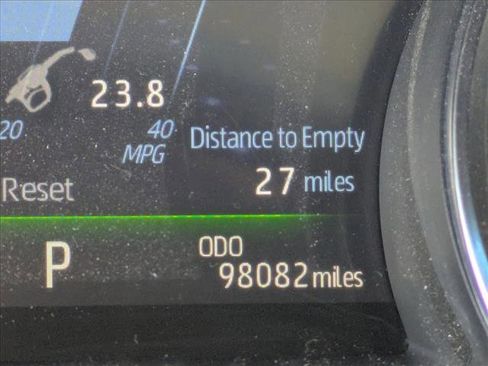 23.8
20 40
MPG
Distance to Empty
27 miles
Reset
P
ODO
98082 miles